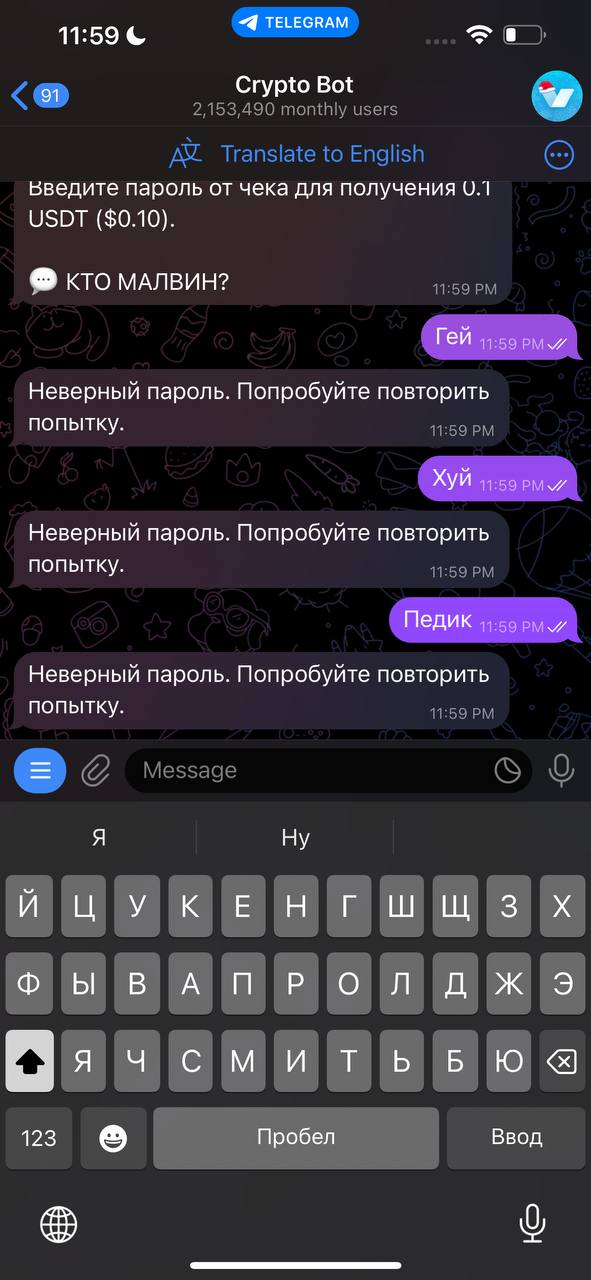 11:59
TELEGRAM
91
Crypto Bot
2,153,490 monthly users
Translate to English
Введите пароль от чека для получения 0.1
USDT ($0.10).
КТО МАЛВИН?
11:59 PM
Гей 11:59 PM
Неверный пароль. Попробуйте повторить
попытку.
11:59 PM
Хуй 11:59 PM
Неверный пароль. Попробуйте повторить
попытку.
11:59 PM
Педик 11:59 PM
Неверный пароль. Попробуйте повторить
попытку.
11:59 PM
Message
Я Ну
Й Ц У К Е Н Г Ш Щ З Х
Ф Ы В А П Р О Л Д Ж Э
Я Ч С М И Т Ь Б Ю
123 Пробел Ввод